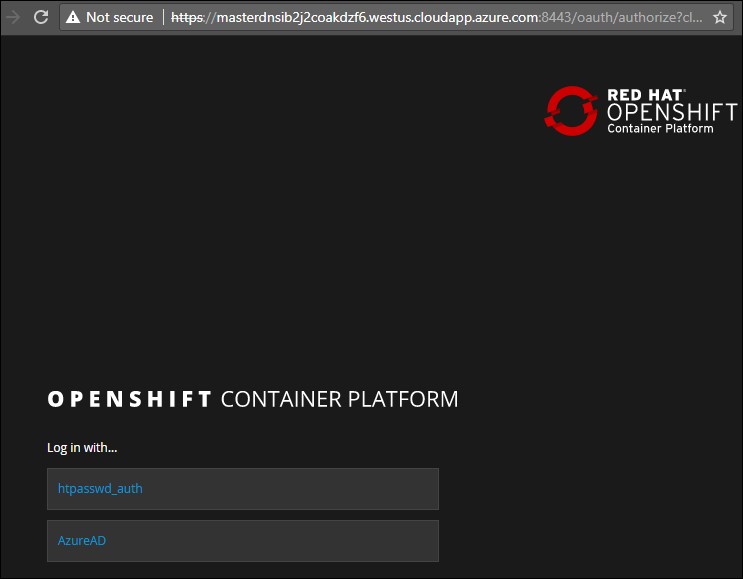 Not secure | https://masterdnsib2j2coakdzf6.westus.cloudapp.azure.com:8443/oauth/authorize?cl...
RED HAT®
OPENSHIFT
Container Platform
OPENSHIFT CONTAINER PLATFORM
Log in with...
htpasswd_auth
AzureAD